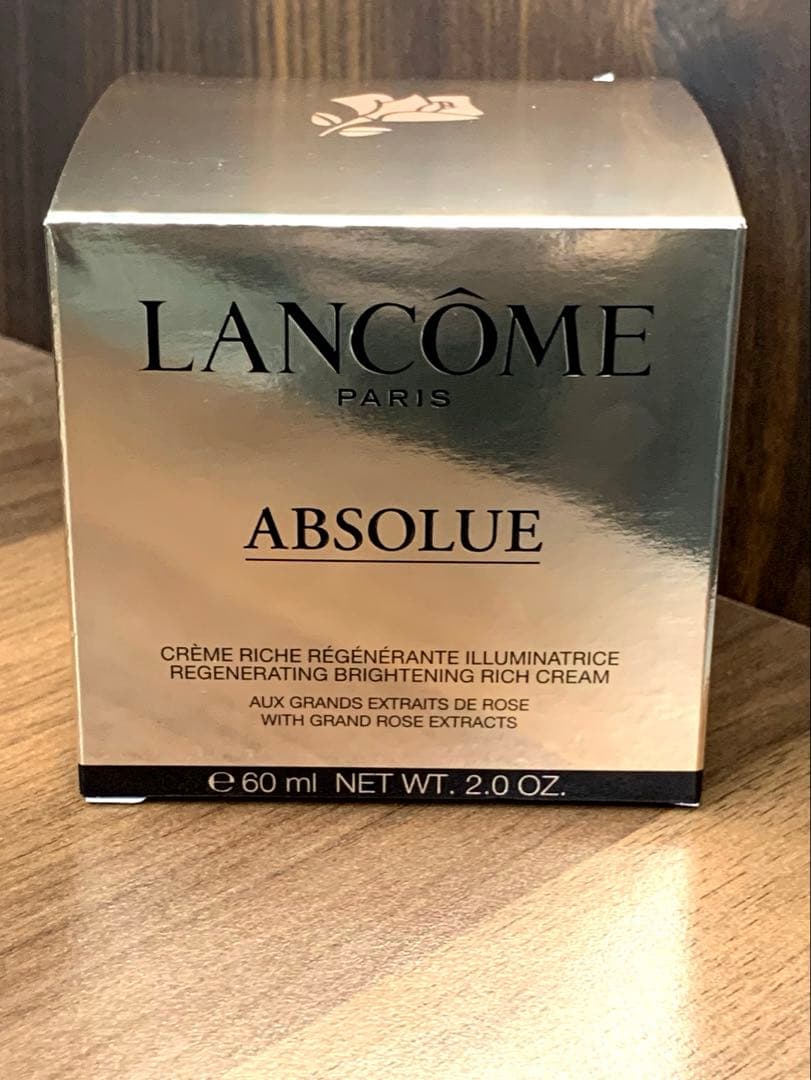 LANCÔME
PARIS
ABSOLUE
CRÈME RICHE RÉGÉNÉRANTE ILLUMINATRICE
REGENERATING BRIGHTENING RICH CREAM
AUX GRANDS EXTRAITS DE ROSE
WITH GRAND ROSE EXTRACTS
℮ 60 ml NET WT. 2.0 OZ.